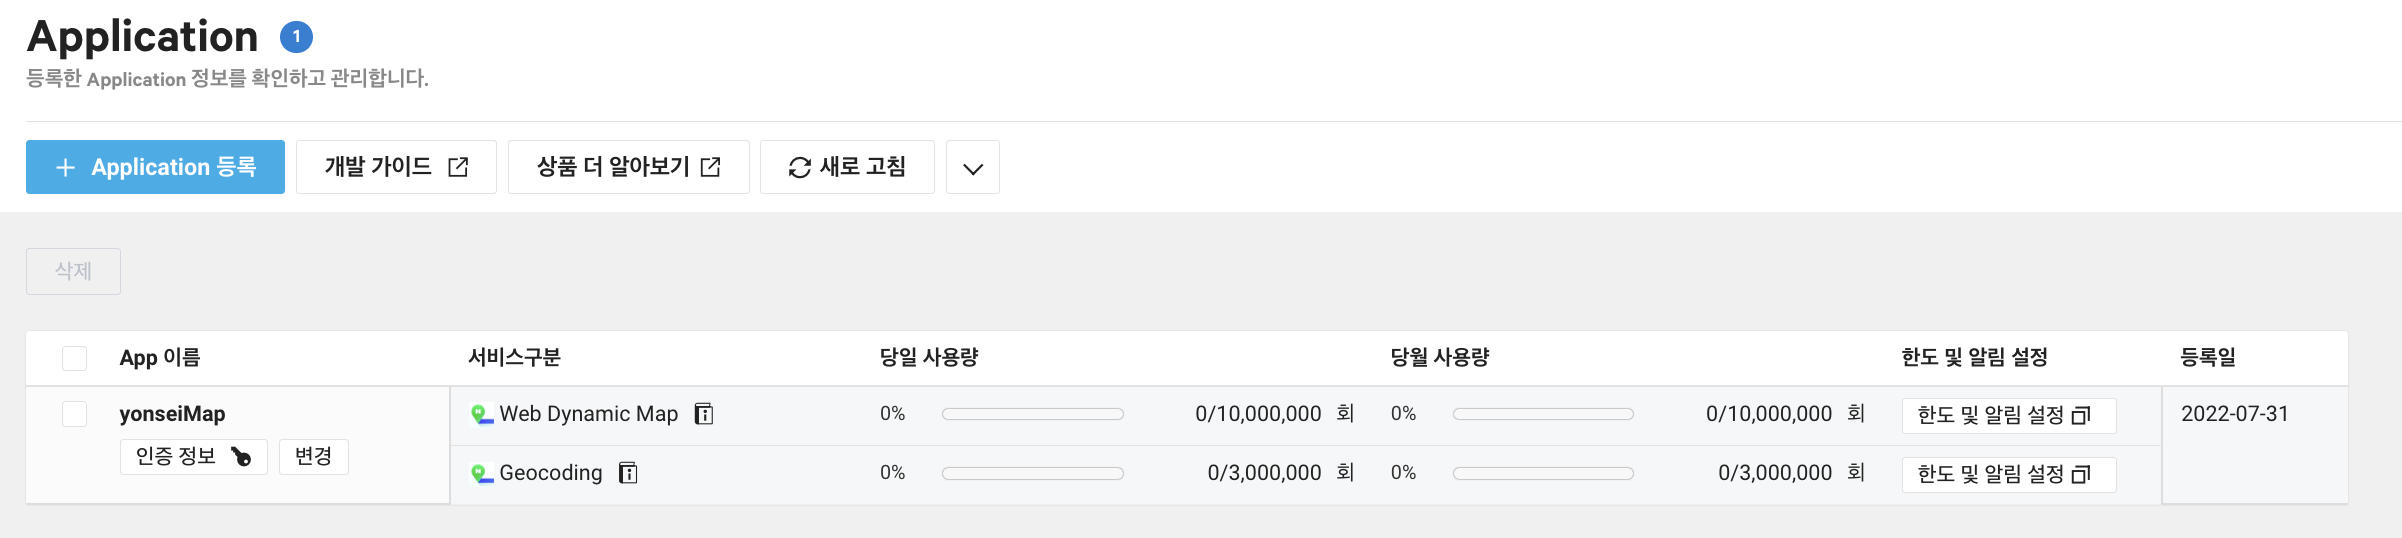 Application 1
등록한 Application 정보를 확인하고 관리합니다.
+ Application 등록 개발 가이드 상품 더 알아보기 새로 고침
삭제
App 이름 서비스구분 당일 사용량 당월 사용량 한도 및 알림 설정 등록일
yonseiMap Web Dynamic Map 0% 0/10,000,000 회 0% 0/10,000,000 회 한도 및 알림 설정 2022-07-31
인증 정보 변경
Geocoding 0% 0/3,000,000 회 0% 0/3,000,000 회 한도 및 알림 설정